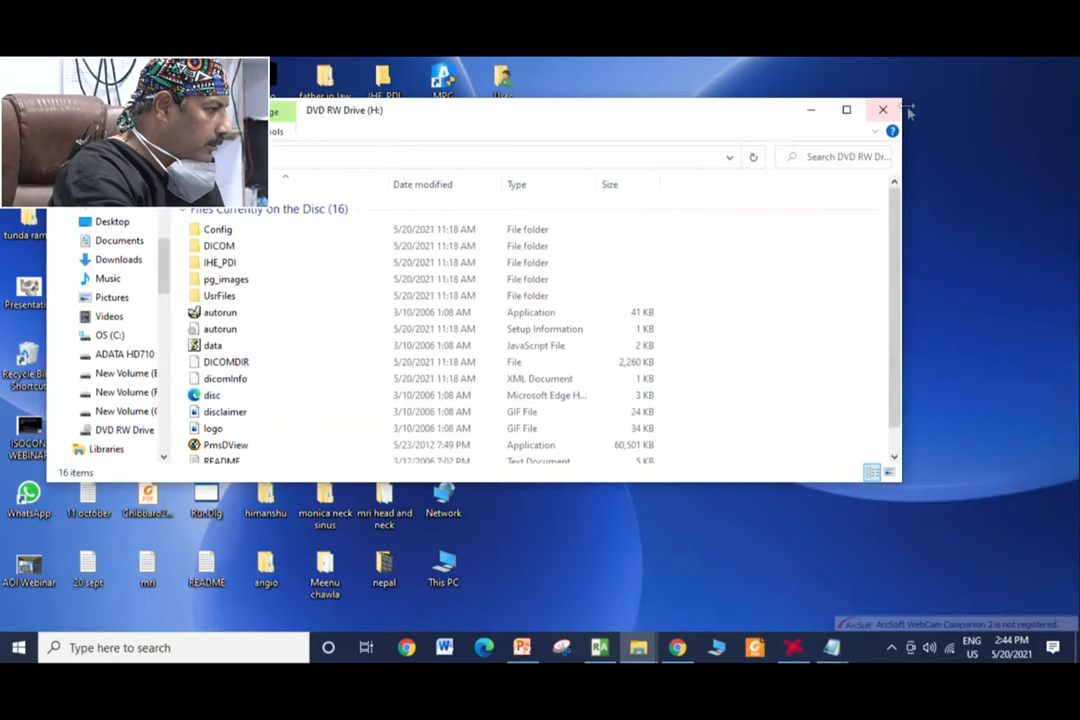 father in law
IHE_PDI
MPC
User
DVD RW Drive (H:)
Search DVD RW Dr...
Date modified
Type
Size
Files Currently on the Disc (16)
Desktop
Documents
Downloads
Music
Pictures
Videos
OS (C:)
ADATA HD710
New Volume (E
New Volume (F
New Volume (G
DVD RW Drive
Libraries
Config 5/20/2021 11:18 AM File folder
DICOM 5/20/2021 11:18 AM File folder
IHE_PDI 5/20/2021 11:18 AM File folder
pg_images 5/20/2021 11:18 AM File folder
UsrFiles 5/20/2021 11:18 AM File folder
autorun 3/10/2006 1:08 AM Application 41 KB
autorun 5/20/2021 11:18 AM Setup Information 1 KB
data 3/10/2006 1:08 AM JavaScript File 2 KB
DICOMDIR 5/20/2021 11:18 AM File 2,260 KB
dicomInfo 5/20/2021 11:18 AM XML Document 1 KB
disc 3/10/2006 1:08 AM Microsoft Edge H... 3 KB
disclaimer 3/10/2006 1:08 AM GIF File 24 KB
logo 3/10/2006 1:08 AM GIF File 34 KB
PmsDView 5/23/2012 7:49 PM Application 60,501 KB
README 3/12/2006 7:02 PM Text Document 5 KB
16 items
tunda ram
Presentati
Recycle Bin
Shortcut
ISOCON
WEBINAR
WhatsApp
11 october
Chibbaro2...
RunDlg
himanshu
monica neck
sinus
mri head and
neck
Network
AOI Webinar
20 sept
mri
README
angio
Meenu
chawla
nepal
This PC
ArcSoft ArcSoft WebCam Companion 2 is not registered.
Type here to search
ENG
US
2:44 PM
5/20/2021